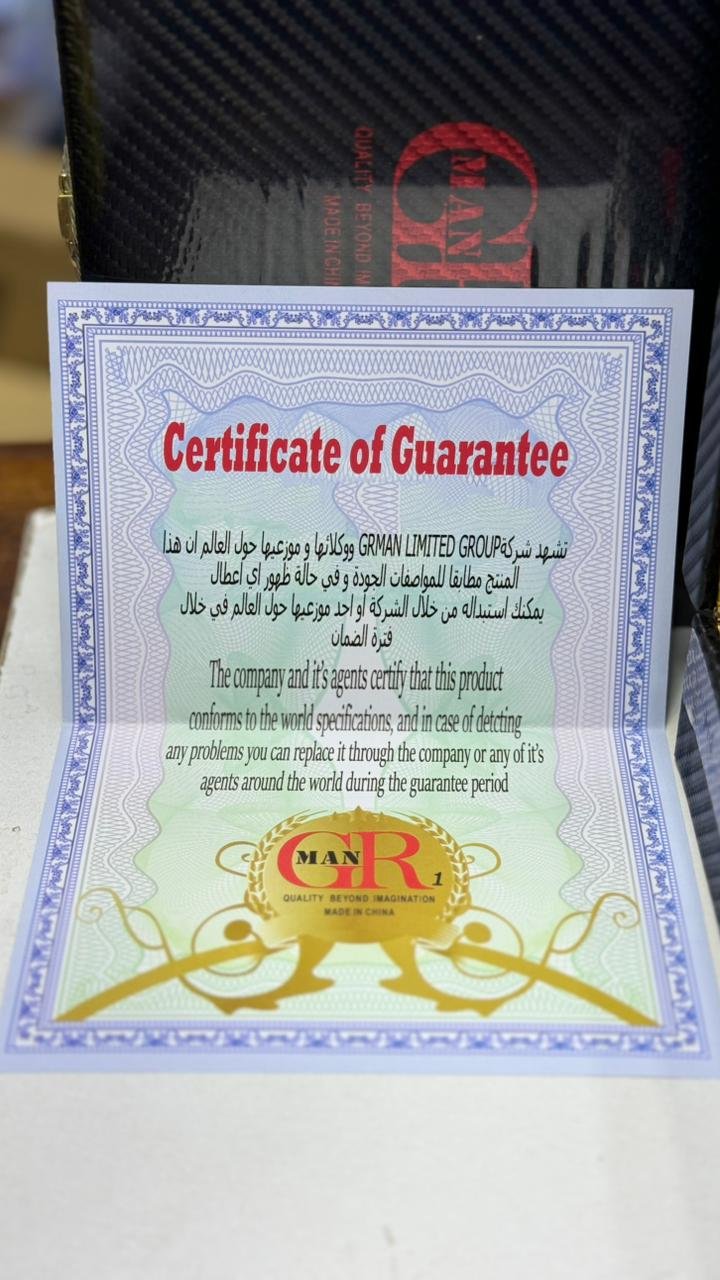 GR
MAN
QUALITY BEYOND
MADE IN
Certificate of Guarantee
تشهد شركةGRMAN LIMITED GROUP ووكلائها و موزعيها حول العالم ان هذا
المنتج مطابقا للمواصفات الجودة و في حالة ظهور اي اعطال
يمكنك استبداله من خلال الشركة او احد موزعيها حول العالم في خلال
فترة الضمان
The company and it's agents certify that this product
conforms to the world specifications, and in case of detcting
any problems you can replace it through the company or any of it's
agents around the world during the guarantee period
GR
MAN
1
QUALITY BEYOND IMAGINATION
MADE IN CHINA